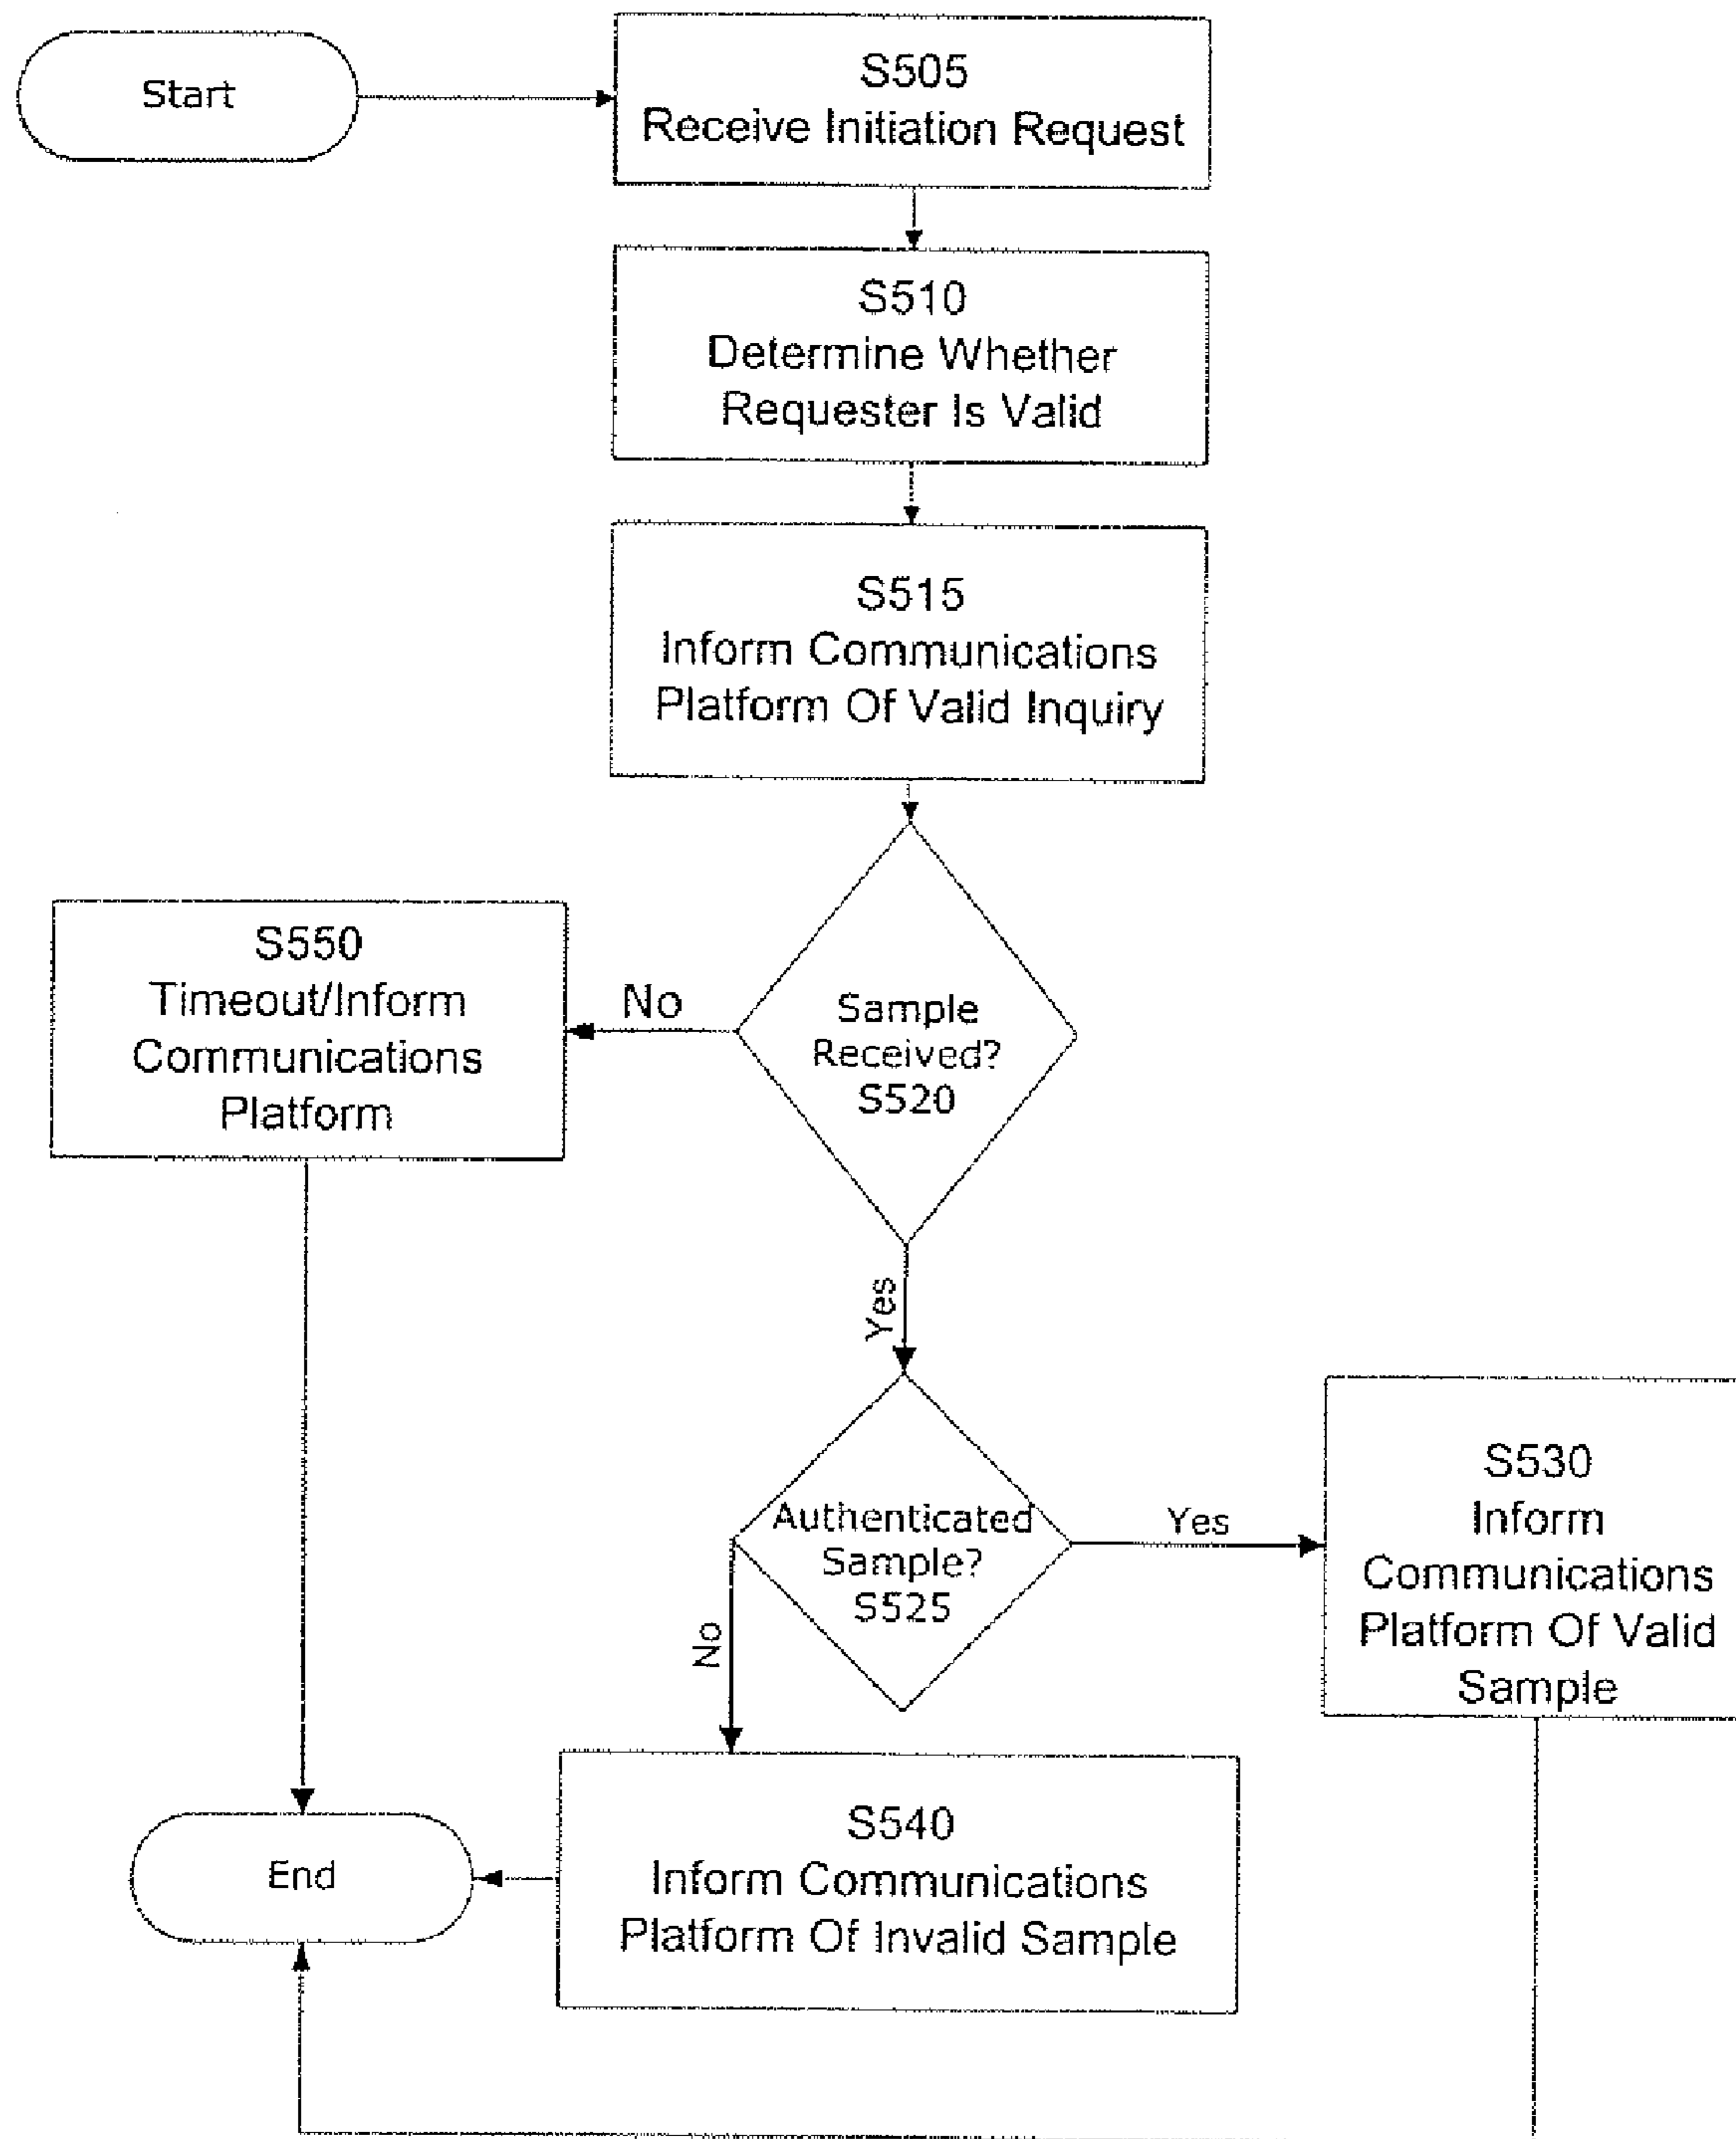 Start
S505
Receive Initiation Request
S510
Determine Whether
Requester Is Valid
S515
Inform Communications
Platform Of Valid Inquiry
S550
Timeout/Inform
Communications
Platform
No
Sample
Received?
S520
Yes
Authenticated
Sample?
S525
Yes
No
S530
Inform
Communications
Platform Of Valid
Sample
S540
Inform Communications
Platform Of Invalid Sample
End